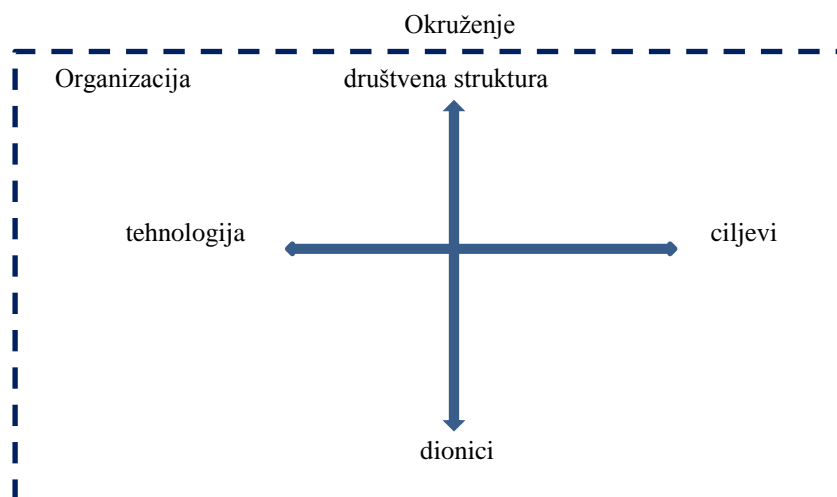 Okruženje
Organizacija
društvena struktura
tehnologija
ciljevi
dionici